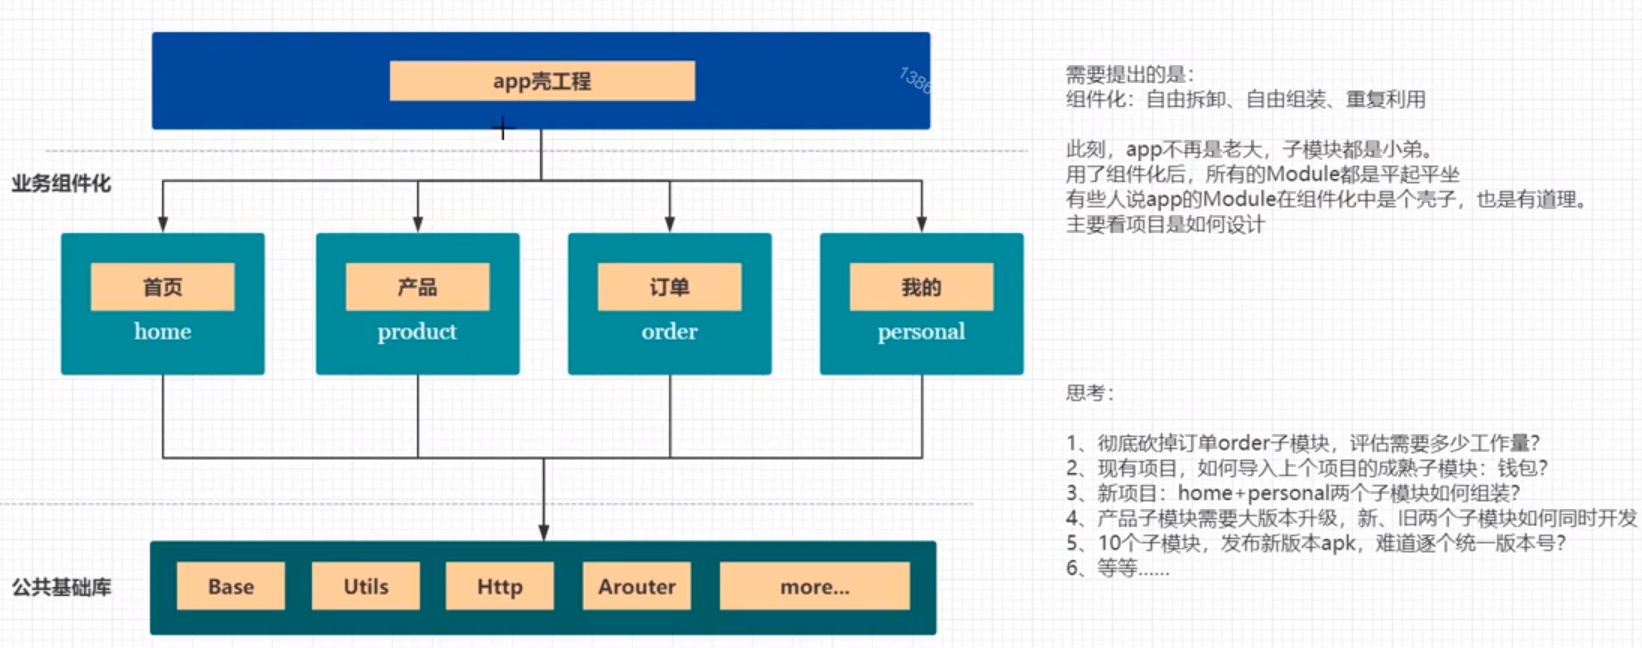 app壳工程
1386
业务组件化
首页
home
产品
product
订单
order
我的
personal
公共基础库
Base
Utils
Http
Arouter
more...
需要提出的是：
组件化：自由拆卸、自由组装、重复利用
此刻，app不再是老大，子模块都是小弟。
用了组件化后，所有的Module都是平起平坐
有些人说app的Module在组件化中是个壳子，也是有道理。
主要看项目是如何设计
思考：
1、彻底砍掉订单order子模块，评估需要多少工作量？
2、现有项目，如何导入上个项目的成熟子模块：钱包？
3、新项目：home+personal两个子模块如何组装？
4、产品子模块需要大版本升级，新、旧两个子模块如何同时开发
5、10个子模块，发布新版本apk，难道逐个统一版本号？
6、等等......